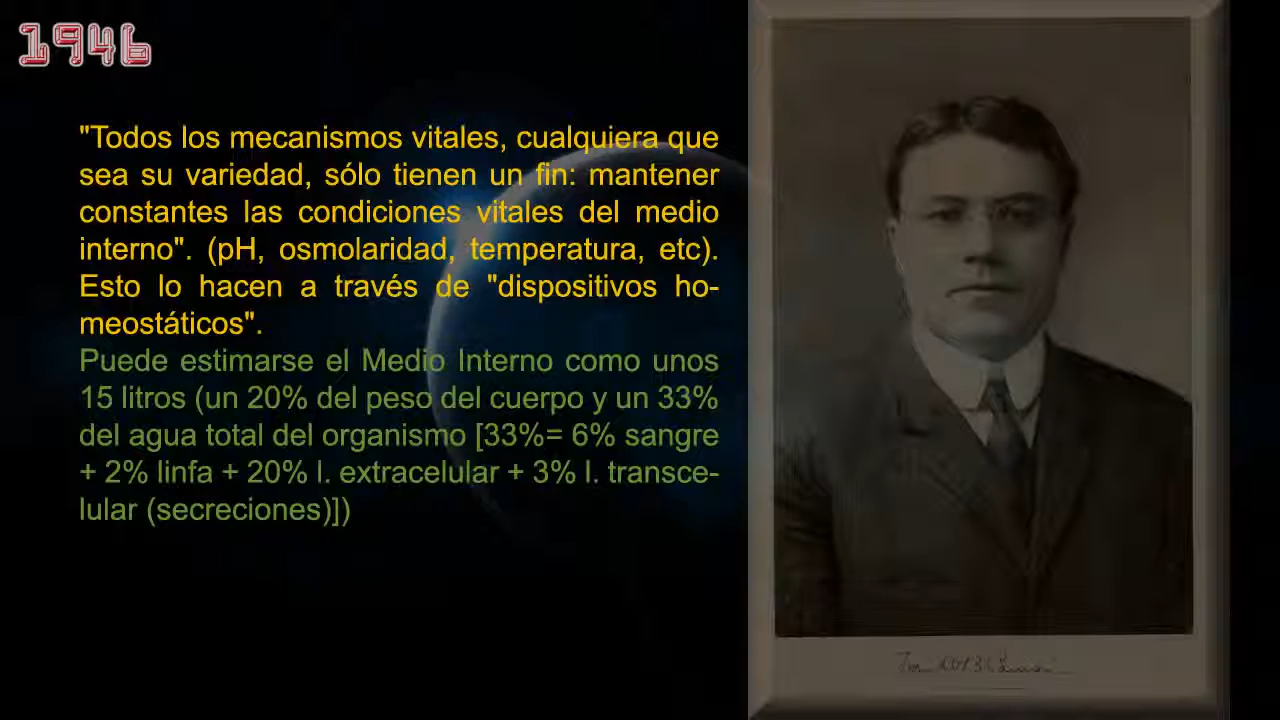 1946
"Todos los mecanismos vitales, cualquiera que
sea su variedad, sólo tienen un fin: mantener
constantes las condiciones vitales del medio
interno". (pH, osmolaridad, temperatura, etc).
Esto lo hacen a través de "dispositivos ho-
meostáticos".
Puede estimarse el Medio Interno como unos
15 litros (un 20% del peso del cuerpo y un 33%
del agua total del organismo [33%= 6% sangre
+ 2% linfa + 20% l. extracelular + 3% l. transce-
lular (secreciones)])